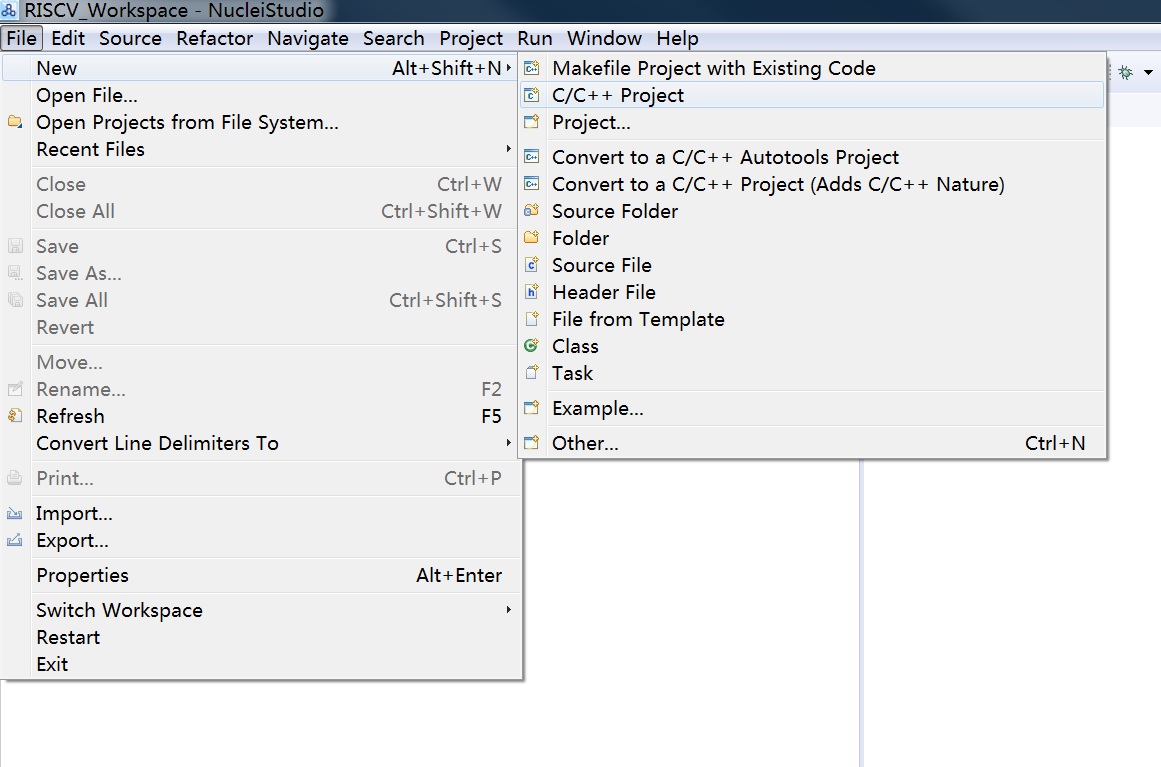 RISCV_Workspace - NucleiStudio
File Edit Source Refactor Navigate Search Project Run Window Help
New Alt+Shift+N
Open File...
Open Projects from File System...
Recent Files
Close Ctrl+W
Close All Ctrl+Shift+W
Save Ctrl+S
Save As...
Save All Ctrl+Shift+S
Revert
Move...
Rename... F2
Refresh F5
Convert Line Delimiters To
Print... Ctrl+P
Import...
Export...
Properties Alt+Enter
Switch Workspace
Restart
Exit
Makefile Project with Existing Code
C/C++ Project
Project...
Convert to a C/C++ Autotools Project
Convert to a C/C++ Project (Adds C/C++ Nature)
Source Folder
Folder
Source File
Header File
File from Template
Class
Task
Example...
Other... Ctrl+N